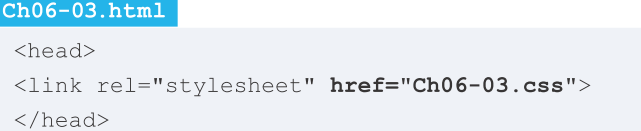 Ch06-03.html
<head>
<link rel="stylesheet" href="Ch06-03.css">
</head>